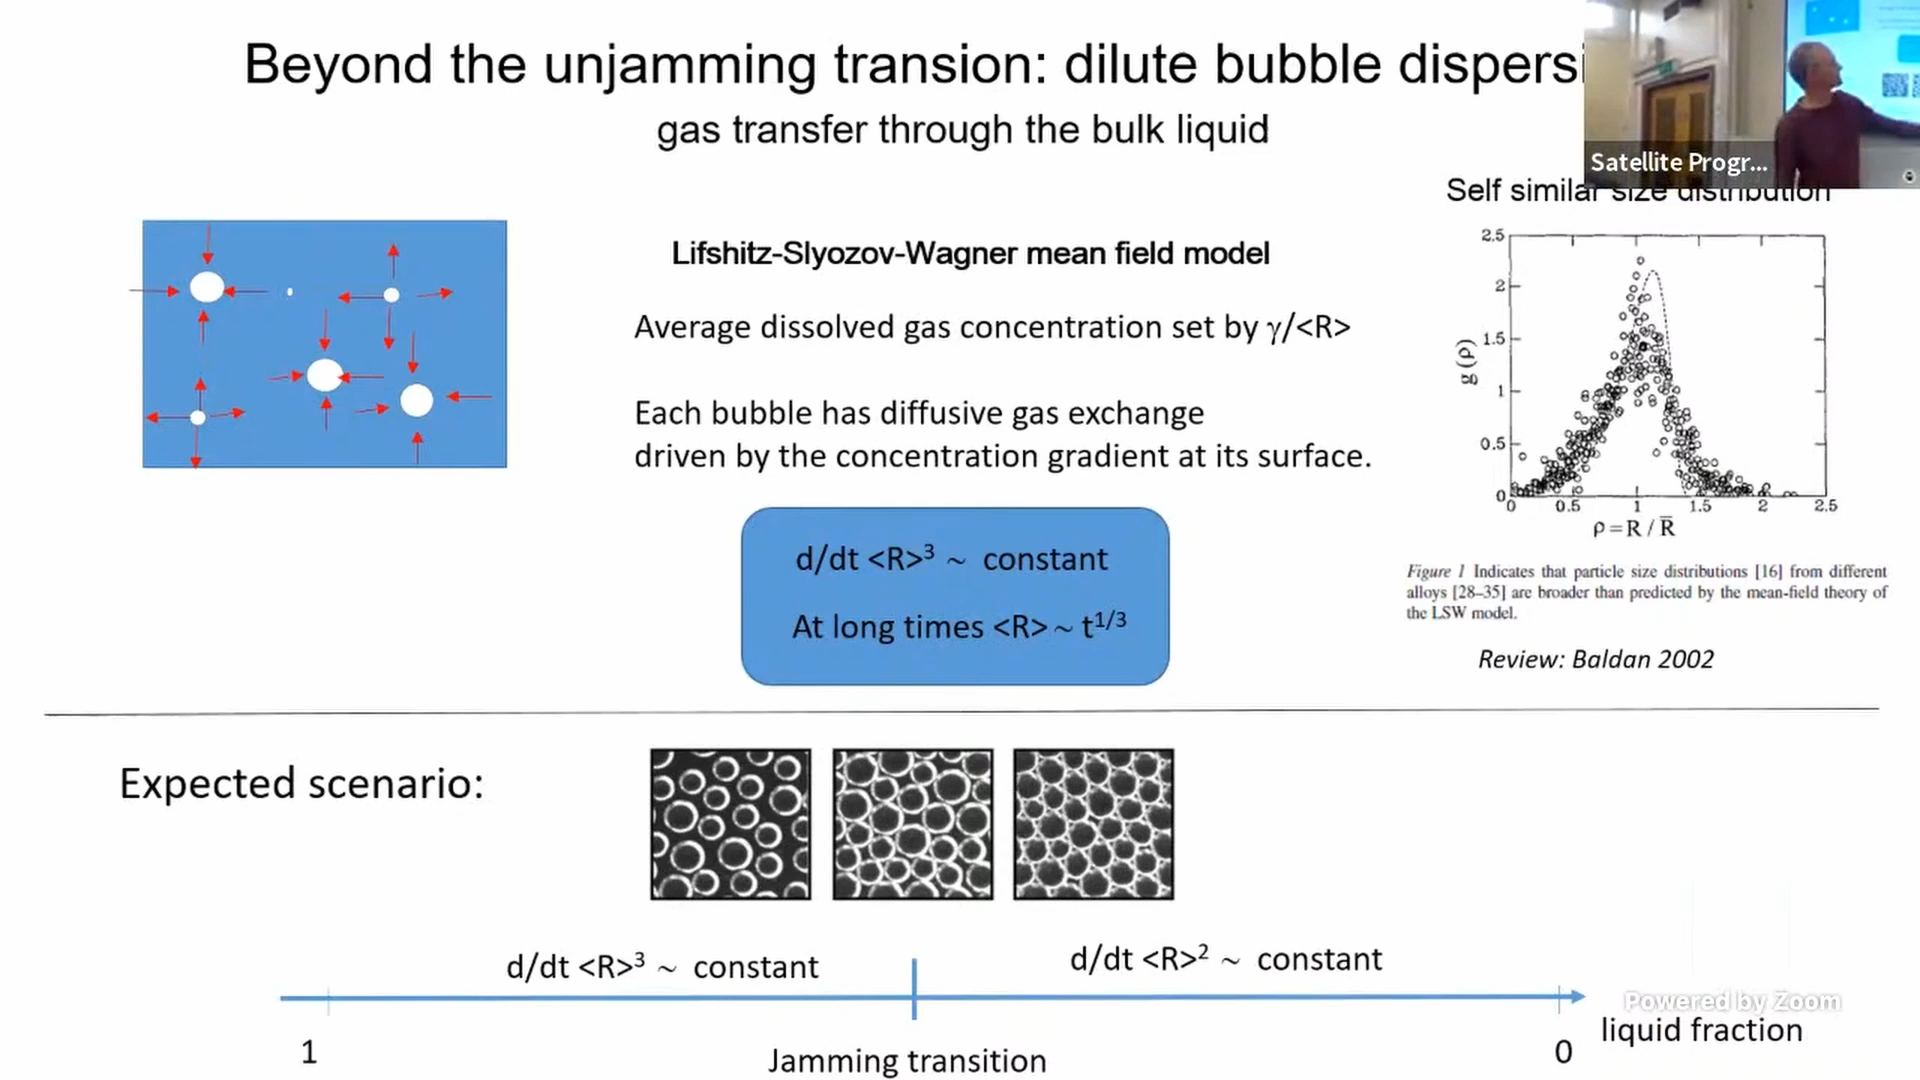 Beyond the unjamming transion: dilute bubble dispersi
gas transfer through the bulk liquid
Satellite Progr...
Self similar size distribution
Lifshitz-Slyozov-Wagner mean field model
Average dissolved gas concentration set by γ/<R>
Each bubble has diffusive gas exchange
driven by the concentration gradient at its surface.
d/dt <R>³ ~ constant
At long times <R> ~ t^1/3
2.5
2
1.5
1
0.5
0
g (ρ)
0 0.5 1 1.5 2 2.5
ρ = R / R̅
Figure 1 Indicates that particle size distributions [16] from different
alloys [28–35] are broader than predicted by the mean-field theory of
the LSW model.
Review: Baldan 2002
Expected scenario:
d/dt <R>³ ~ constant
d/dt <R>² ~ constant
Powered by Zoom
liquid fraction
1
Jamming transition
0